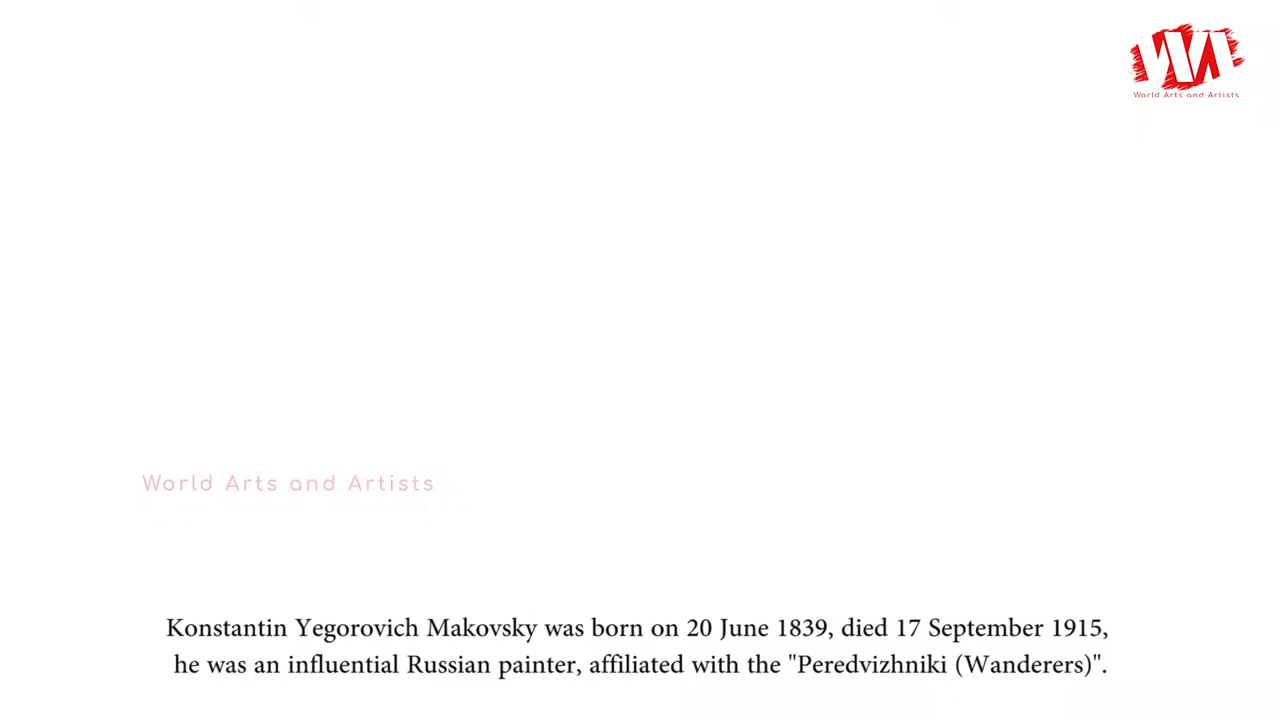 World Arts and Artists
World Arts and Artists
Konstantin Yegorovich Makovsky was born on 20 June 1839, died 17 September 1915,
he was an influential Russian painter, affiliated with the "Peredvizhniki (Wanderers)".